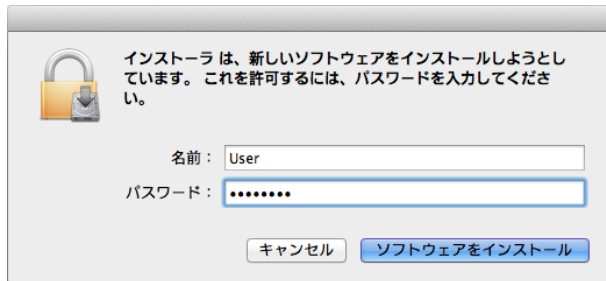 インストーラ は、新しいソフトウェアをインストールしようとし
ています。 これを許可するには、パスワードを入力してくださ
い。
名前： User
パスワード： ••••••••
キャンセル ソフトウェアをインストール